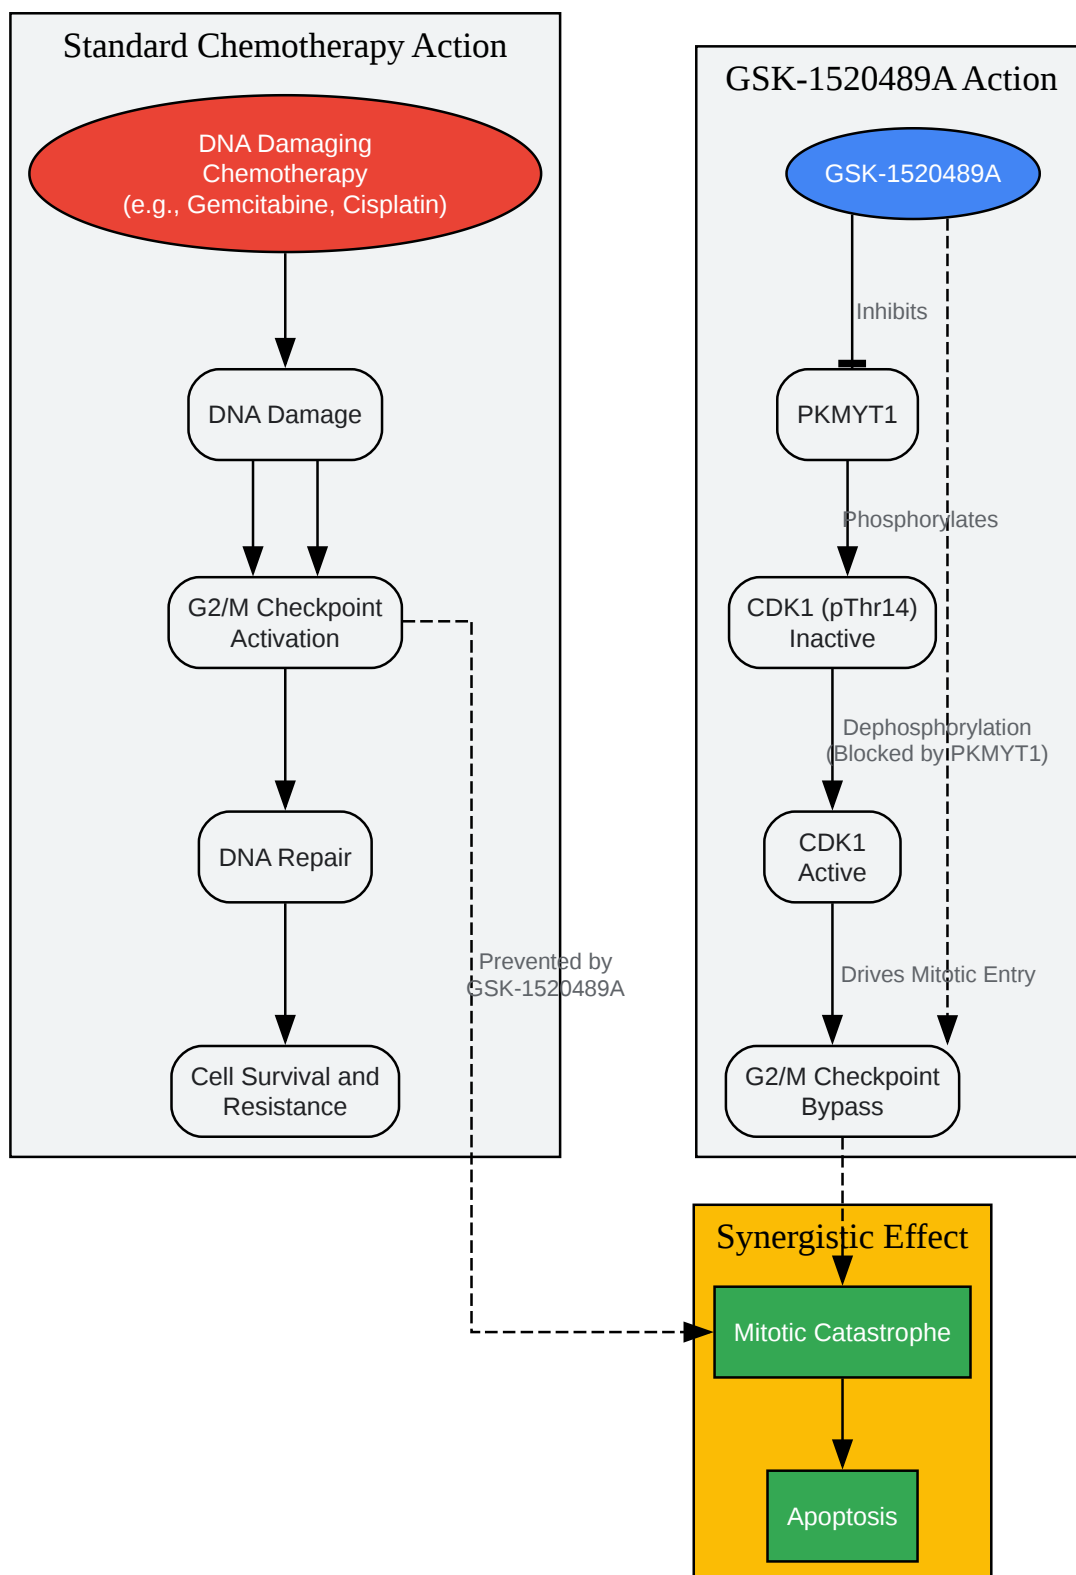 Standard Chemotherapy Action
DNA Damaging
Chemotherapy
(e.g., Gemcitabine, Cisplatin)
DNA Damage
G2/M Checkpoint
Activation
DNA Repair
Prevented by
GSK-1520489A
Cell Survival and
Resistance
GSK-1520489A Action
GSK-1520489A
Inhibits
PKMYT1
Phosphorylates
CDK1 (pThr14)
Inactive
Dephosphorylation
(Blocked by PKMYT1)
CDK1
Active
Drives Mitotic Entry
G2/M Checkpoint
Bypass
Synergistic Effect
Mitotic Catastrophe
Apoptosis